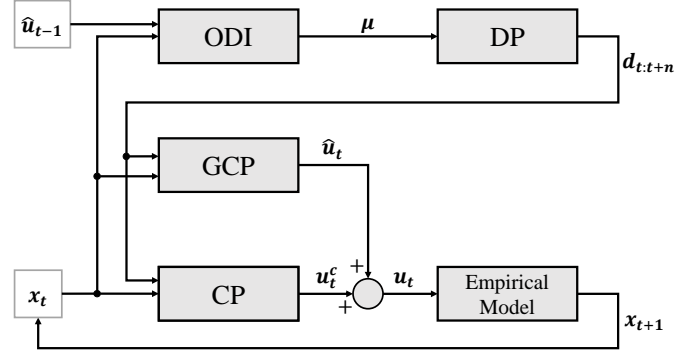 û_{t−1}
ODI
μ
DP
d_{t:t+n}
GCP
û_t
x_t
CP
u_t^c
+
+
u_t
Empirical
Model
x_{t+1}